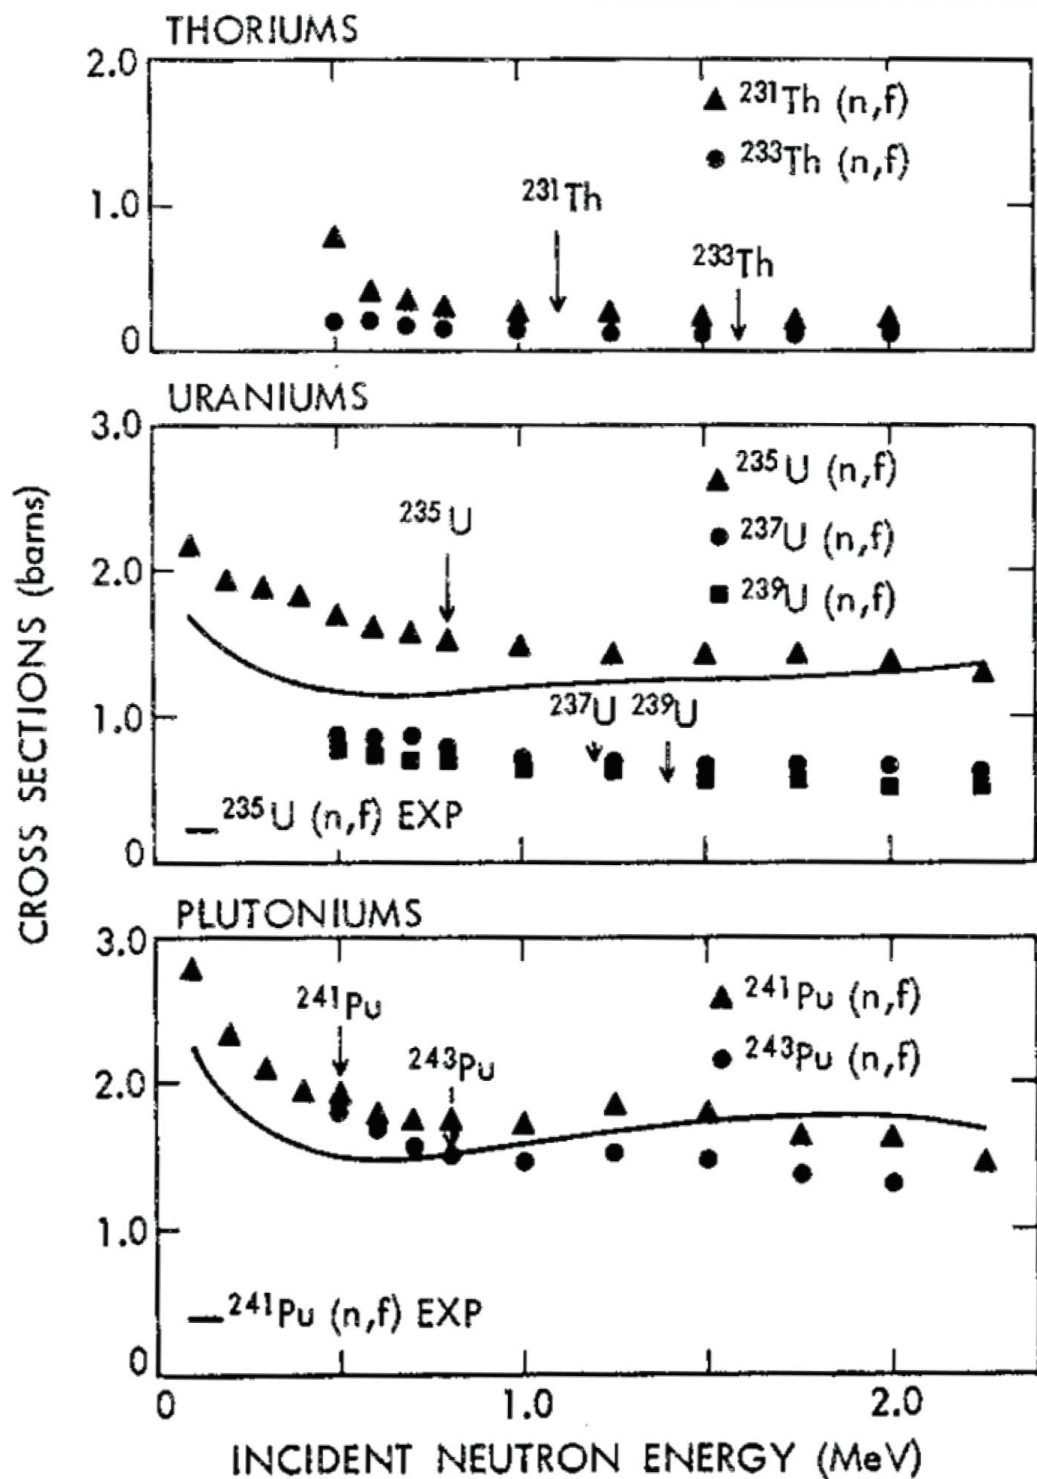 THORIUMS
2.0
1.0
0
▲ ²³¹Th (n,f)
● ²³³Th (n,f)
²³¹Th
²³³Th
URANIUMS
3.0
2.0
1.0
0
▲ ²³⁵U (n,f)
● ²³⁷U (n,f)
■ ²³⁹U (n,f)
²³⁵U
²³⁷U ²³⁹U
— ²³⁵U (n,f) EXP
CROSS SECTIONS (barns)
PLUTONIUMS
3.0
2.0
1.0
0
▲ ²⁴¹Pu (n,f)
● ²⁴³Pu (n,f)
²⁴¹Pu
²⁴³Pu
— ²⁴¹Pu (n,f) EXP
0 1.0 2.0
INCIDENT NEUTRON ENERGY (MeV)